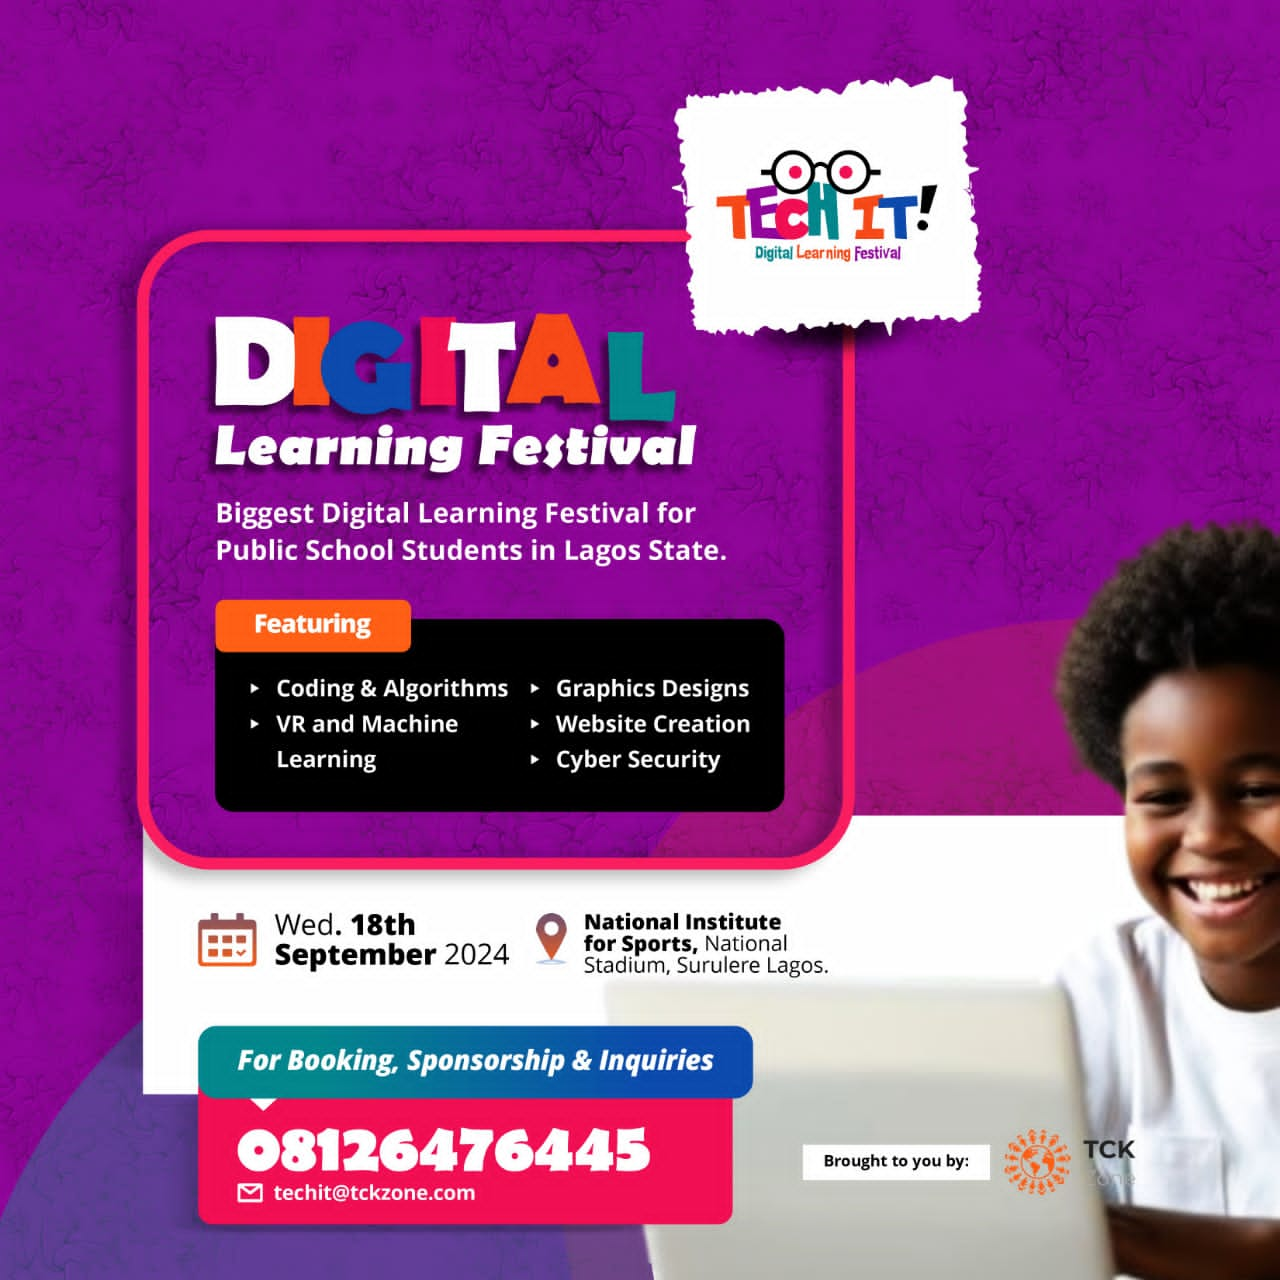 TECH IT!
Digital Learning Festival
DIGITAL
Learning Festival
Biggest Digital Learning Festival for
Public School Students in Lagos State.
Featuring
Coding & Algorithms
VR and Machine
Learning
Graphics Designs
Website Creation
Cyber Security
Wed. 18th
September 2024
National Institute
for Sports, National
Stadium, Surulere Lagos.
For Booking, Sponsorship & Inquiries
08126476445
techit@tckzone.com
Brought to you by:
TCK
Zone